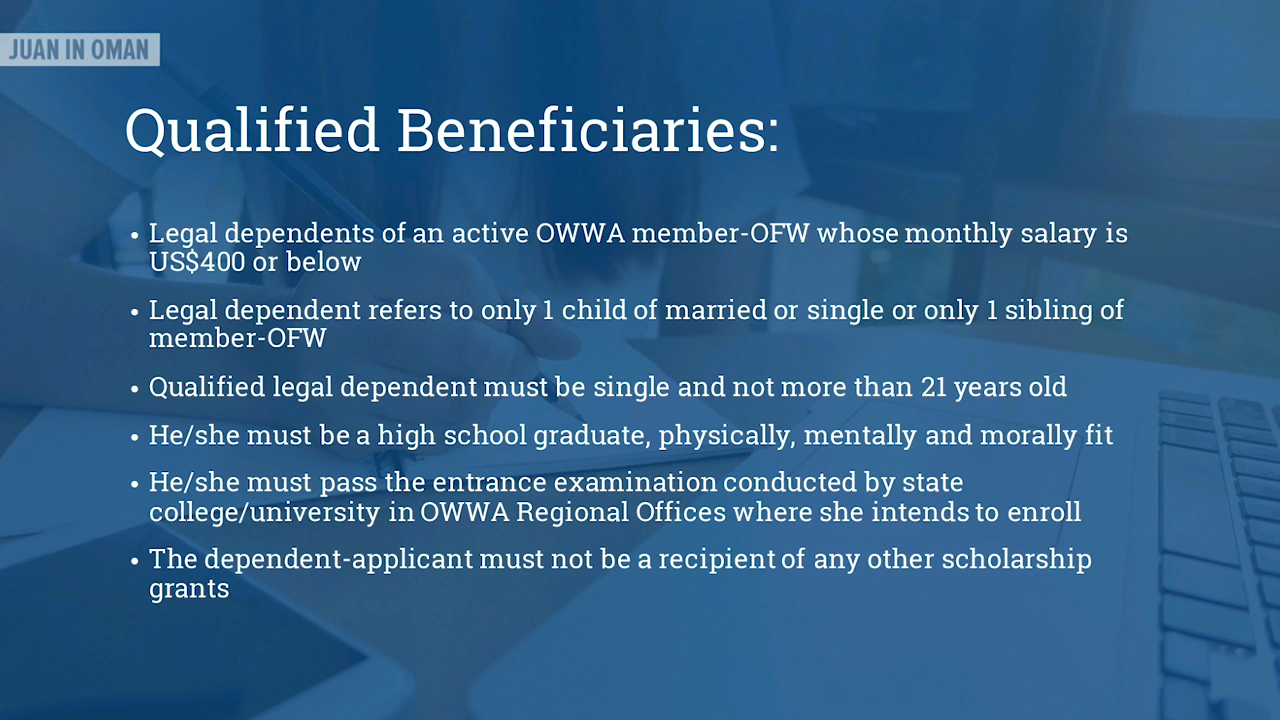 JUAN IN OMAN
Qualified Beneficiaries:
• Legal dependents of an active OWWA member-OFW whose monthly salary is
US$400 or below
• Legal dependent refers to only 1 child of married or single or only 1 sibling of
member-OFW
• Qualified legal dependent must be single and not more than 21 years old
• He/she must be a high school graduate, physically, mentally and morally fit
• He/she must pass the entrance examination conducted by state
college/university in OWWA Regional Offices where she intends to enroll
• The dependent-applicant must not be a recipient of any other scholarship
grants